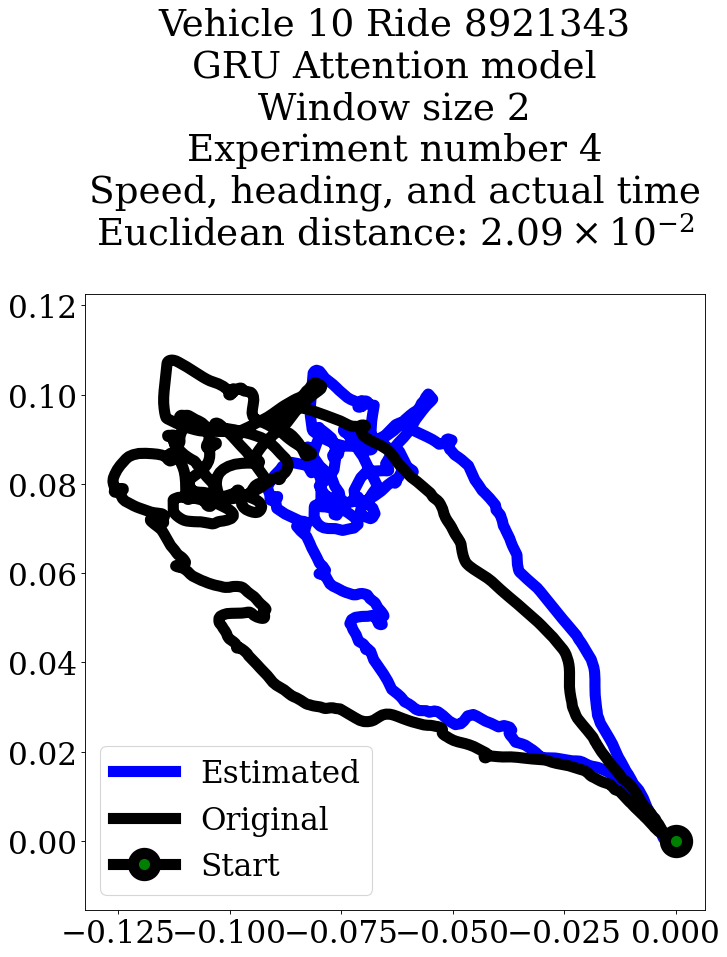 Vehicle 10 Ride 8921343
GRU Attention model
Window size 2
Experiment number 4
Speed, heading, and actual time
Euclidean distance: 2.09 × 10⁻²
0.12
0.10
0.08
0.06
0.04
0.02
0.00
Estimated
Original
Start
−0.125 −0.100 −0.075 −0.050 −0.025 0.000